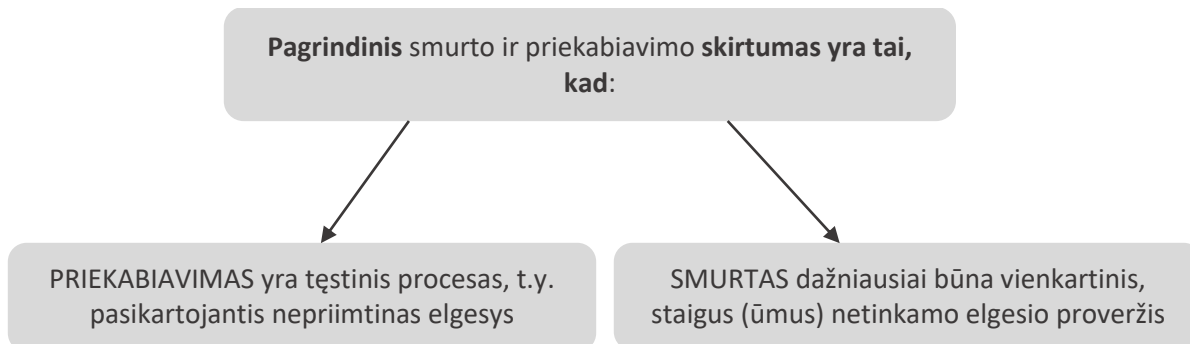 Pagrindinis smurto ir priekabiavimo skirtumas yra tai,
kad:
PRIEKABIAVIMAS yra tęstinis procesas, t.y.
pasikartojantis nepriimtinas elgesys
SMURTAS dažniausiai būna vienkartinis,
staigus (ūmus) netinkamo elgesio proveržis